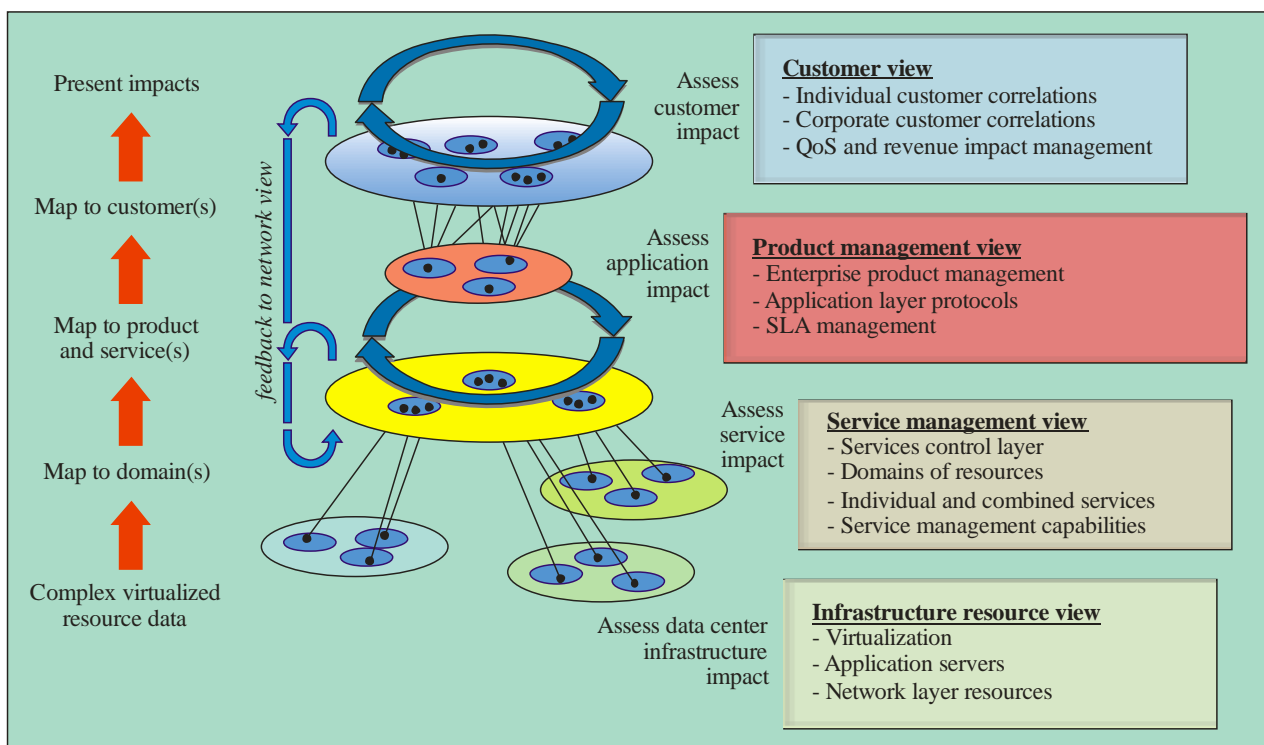 Present impacts
Map to customer(s)
Map to product
and service(s)
Map to domain(s)
Complex virtualized
resource data
feedback to network view
Assess
customer
impact
Assess
application
impact
Assess
service
impact
Assess data center
infrastructure
impact
Customer view
- Individual customer correlations
- Corporate customer correlations
- QoS and revenue impact management
Product management view
- Enterprise product management
- Application layer protocols
- SLA management
Service management view
- Services control layer
- Domains of resources
- Individual and combined services
- Service management capabilities
Infrastructure resource view
- Virtualization
- Application servers
- Network layer resources